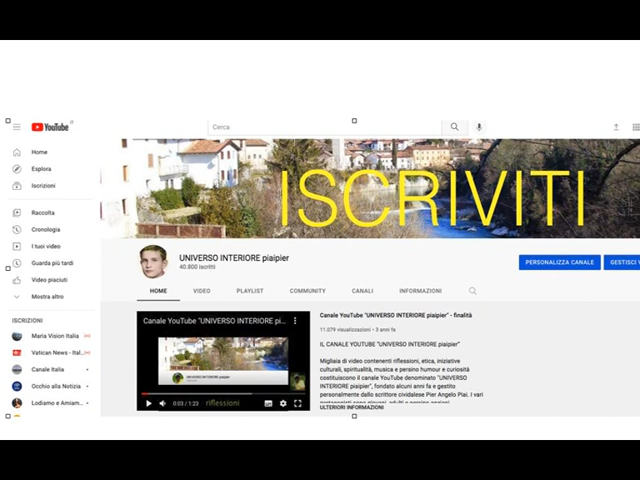 YouTube
IT
Cerca
Home
Esplora
Iscrizioni
Raccolta
Cronologia
I tuoi video
Guarda più tardi
Video piaciuti
Mostra altro
ISCRIZIONI
Maria Vision Italia
Vatican News - Ital...
Canale Italia
Occhio alla Notizia
Lodiamo e Amiam...
ISCRIVITI
UNIVERSO INTERIORE piaipier
40.800 iscritti
PERSONALIZZA CANALE
GESTISCI V
HOME VIDEO PLAYLIST COMMUNITY CANALI INFORMAZIONI
Canale YouTube "UNIVERSO INTERIORE pi...
UNIVERSO INTERIORE piaipier
0:03 / 1:23
riflessioni
Canale YouTube "UNIVERSO INTERIORE piaipier" - finalità
11.079 visualizzazioni • 3 anni fa
IL CANALE YOUTUBE "UNIVERSO INTERIORE piaipier"
Migliaia di video contenenti riflessioni, etica, iniziative
culturali, spiritualità, musica e persino humour e curiosità
costituiscono il canale YouTube denominato "UNIVERSO
INTERIORE piaipier", fondato alcuni anni fa e gestito
personalmente dallo scrittore cividalese Pier Angelo Piai. I vari
ULTERIORI INFORMAZIONI